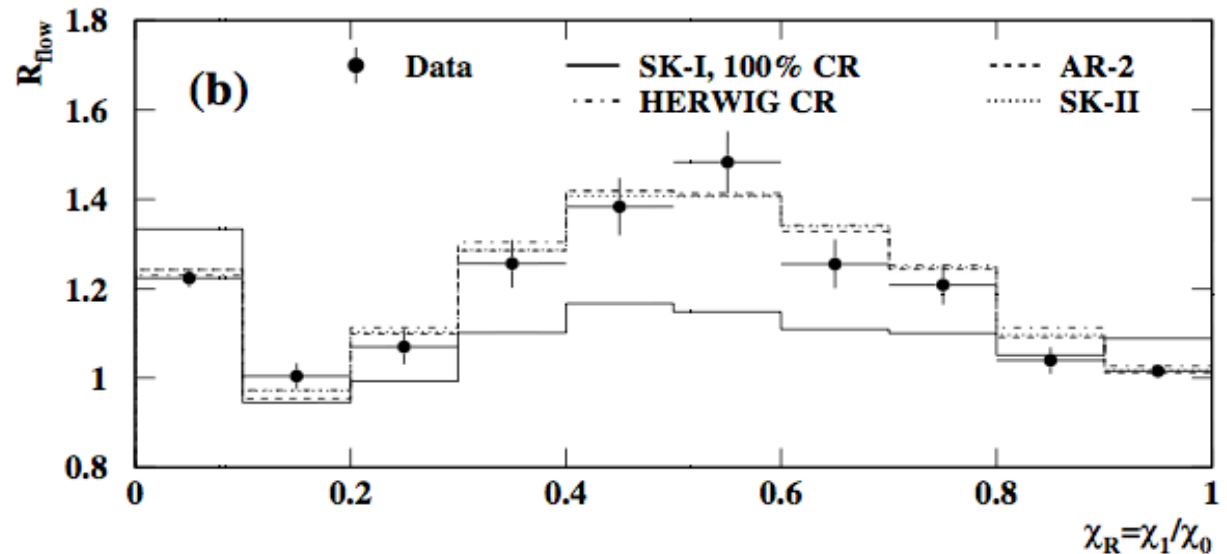 R_flow
1.8
1.6
1.4
1.2
1
0.8
(b)
Data
SK-I, 100% CR
AR-2
HERWIG CR
SK-II
0 0.2 0.4 0.6 0.8 1
χ_R=χ_1/χ_0